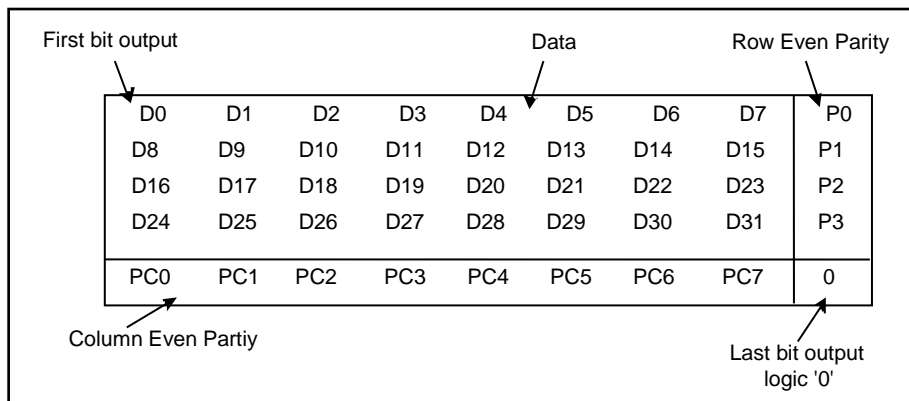 First bit output Data Row Even Parity
D0 D1 D2 D3 D4 D5 D6 D7 P0
D8 D9 D10 D11 D12 D13 D14 D15 P1
D16 D17 D18 D19 D20 D21 D22 D23 P2
D24 D25 D26 D27 D28 D29 D30 D31 P3
PC0 PC1 PC2 PC3 PC4 PC5 PC6 PC7 0
Column Even Partiy
Last bit output
logic '0'